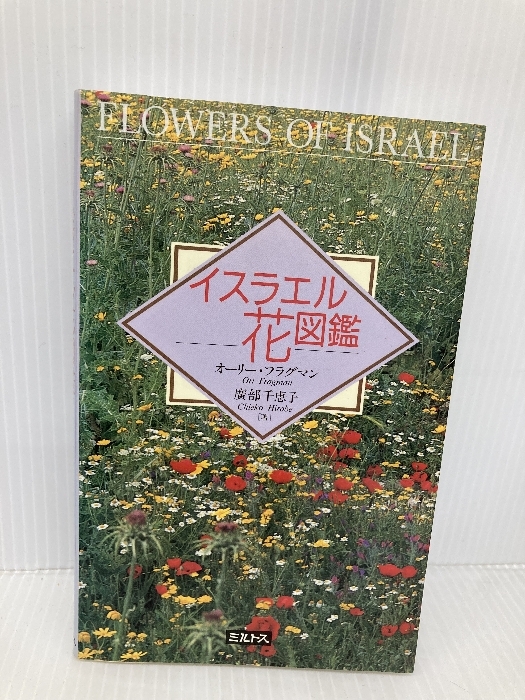 FLOWERS OF ISRAEL
イスラエル
花図鑑
オーリー・フラグマン
Ori Fragman
廣部千恵子
Chieko Hirobe
[訳]
ミルトス